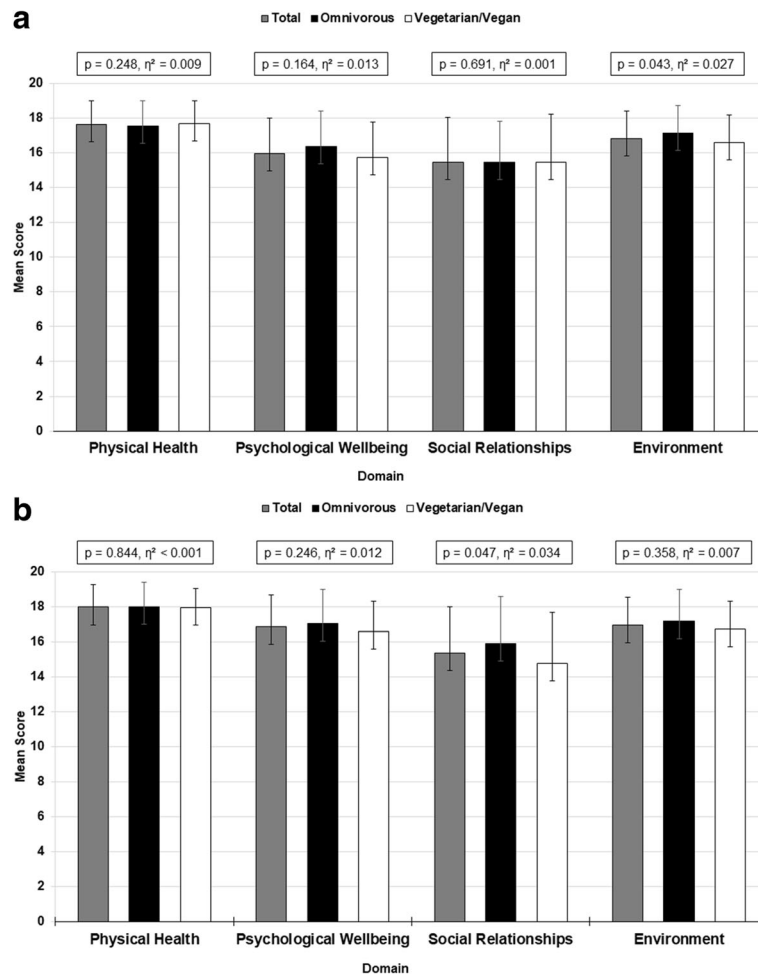 a
Total Omnivorous Vegetarian/Vegan
p = 0.248, η² = 0.009 p = 0.164, η² = 0.013 p = 0.691, η² = 0.001 p = 0.043, η² = 0.027
20
18
16
14
12
10
8
6
4
2
0
Mean Score
Physical Health Psychological Wellbeing Social Relationships Environment
Domain
b
Total Omnivorous Vegetarian/Vegan
p = 0.844, η² < 0.001 p = 0.246, η² = 0.012 p = 0.047, η² = 0.034 p = 0.358, η² = 0.007
20
18
16
14
12
10
8
6
4
2
0
Mean Score
Physical Health Psychological Wellbeing Social Relationships Environment
Domain